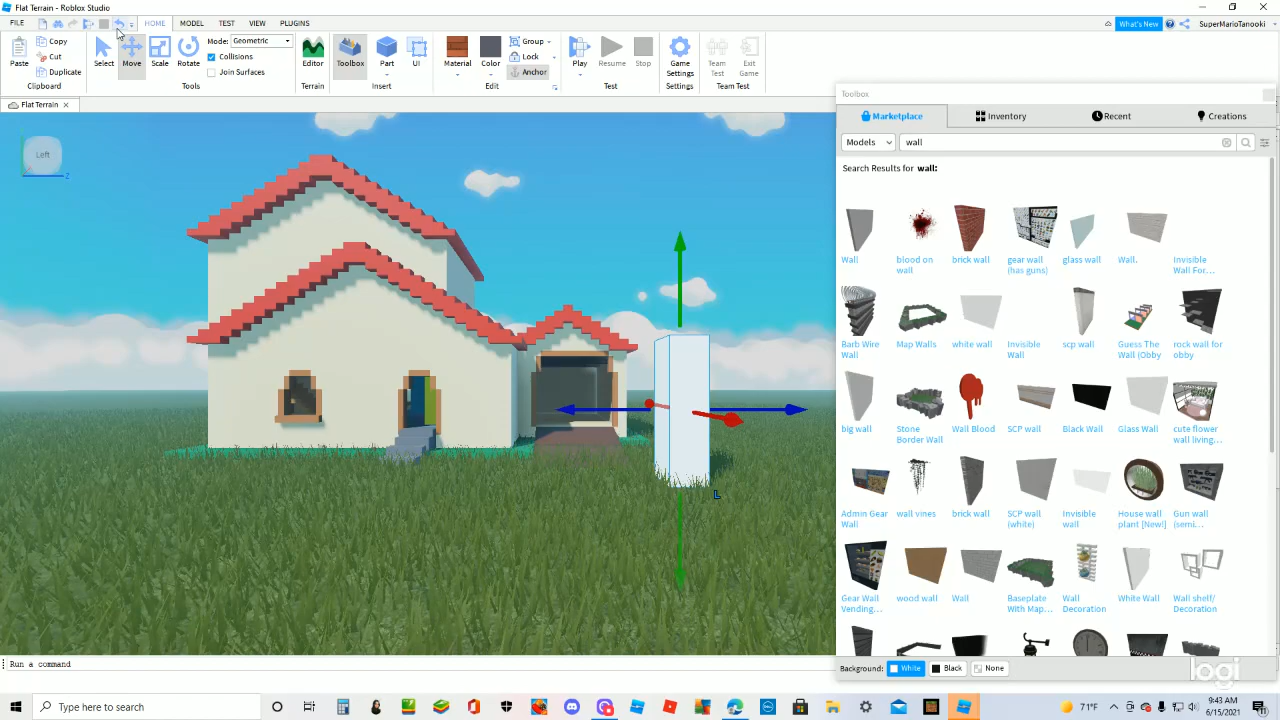 Flat Terrain - Roblox Studio
FILE HOME MODEL TEST VIEW PLUGINS What's New SuperMarioTanooki
Paste Copy Cut Duplicate Select Move Scale Rotate Mode: Geometric Collisions Join Surfaces Editor Toolbox Part UI Material Color Group Lock Anchor Play Resume Stop Game Settings Team Test Exit Game
Clipboard Tools Terrain Insert Edit Test Settings Team Test
Flat Terrain
Left
Z
L
Toolbox
Marketplace Inventory Recent Creations
Models wall
Search Results for wall:
Wall blood on wall brick wall gear wall (has guns) glass wall Wall. Invisible Wall For...
Barb Wire Wall Map Walls white wall Invisible Wall scp wall Guess The Wall (Obby rock wall for obby
big wall Stone Border Wall Wall Blood SCP wall Black Wall Glass Wall cute flower wall living...
Admin Gear Wall wall vines brick wall SCP wall (white) Invisible wall House wall plant [New!] Gun wall (semi...
Gear Wall Vending... wood wall Wall Baseplate With Map... Wall Decoration White Wall Wall shelf/ Decoration
Background: White Black None
logi
Run a command
Type here to search
71°F
9:43 AM
6/15/2021